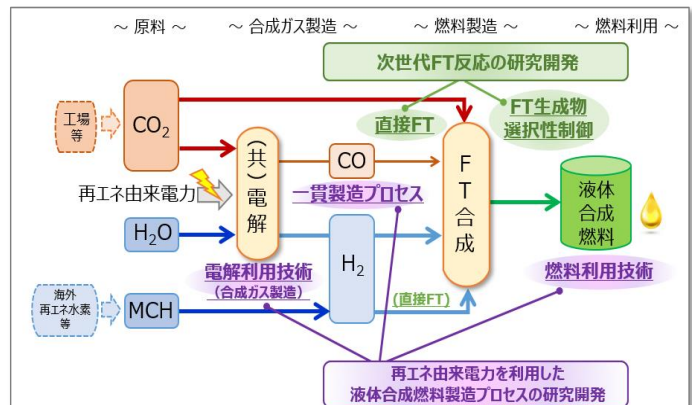 ～ 原料 ～ ～ 合成ガス製造 ～ ～ 燃料製造 ～ ～ 燃料利用 ～
次世代FT反応の研究開発
直接FT
FT生成物
選択性制御
工場
等
CO₂
(共)電解
CO
FT合成
再エネ由来電力
一貫製造プロセス
液体
合成
燃料
H₂O
H₂
電解利用技術
(合成ガス製造)
燃料利用技術
海外
再エネ水素
等
MCH
(直接FT)
再エネ由来電力を利用した
液体合成燃料製造プロセスの研究開発